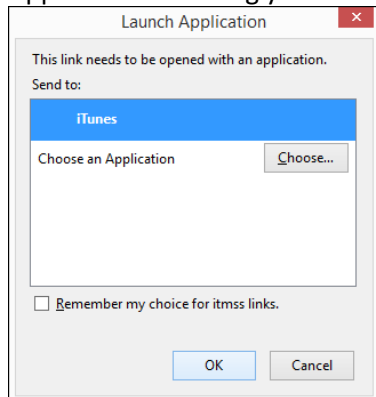 Launch Application
This link needs to be opened with an application.
Send to:
iTunes
Choose an Application
Choose...
Remember my choice for itmss links.
OK
Cancel